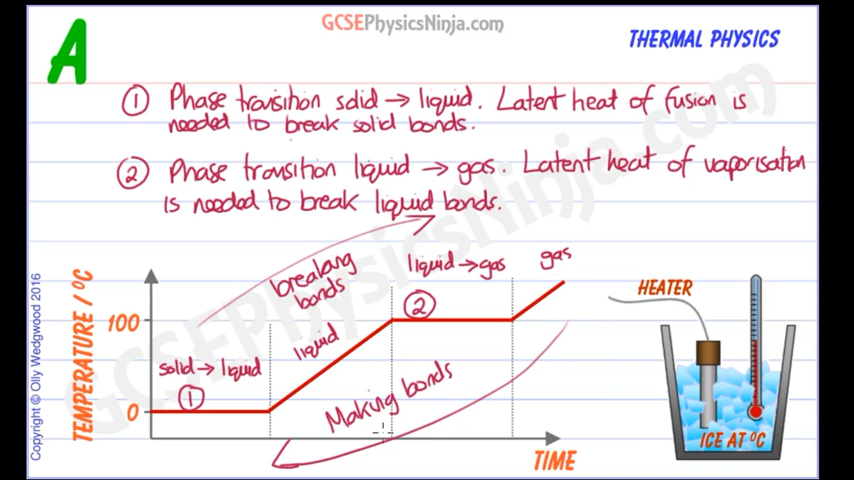 GCSEPhysicsNinja.com
A
THERMAL PHYSICS
① Phase transition solid → liquid. Latent heat of fusion is
needed to break solid bonds.
② Phase transition liquid → gas. Latent heat of vaporisation
is needed to break liquid bonds.
breaking
bonds
liquid → gas
gas
②
liquid
solid → liquid
①
Making bonds
TEMPERATURE / °C
100
0
TIME
HEATER
ICE AT 0°C
Copyright © Olly Wedgwood 2016
GCSEPhysicsNinja.com